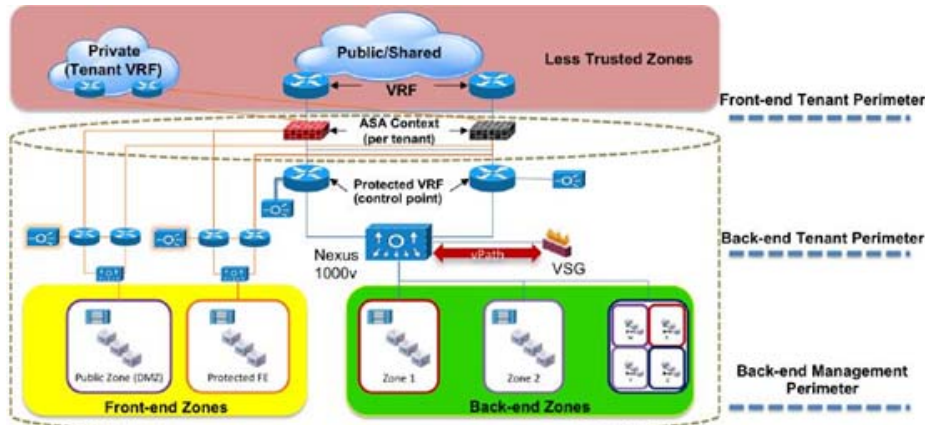 Private
(Tenant VRF)
Public/Shared
Less Trusted Zones
VRF
Front-end Tenant Perimeter
ASA Context
(per tenant)
Protected VRF
(control point)
Back-end Tenant Perimeter
Nexus
1000v
vPath
VSG
Public Zone (DMZ)
Protected FE
Zone 1
Zone 2
Back-end Management
Perimeter
Front-end Zones
Back-end Zones